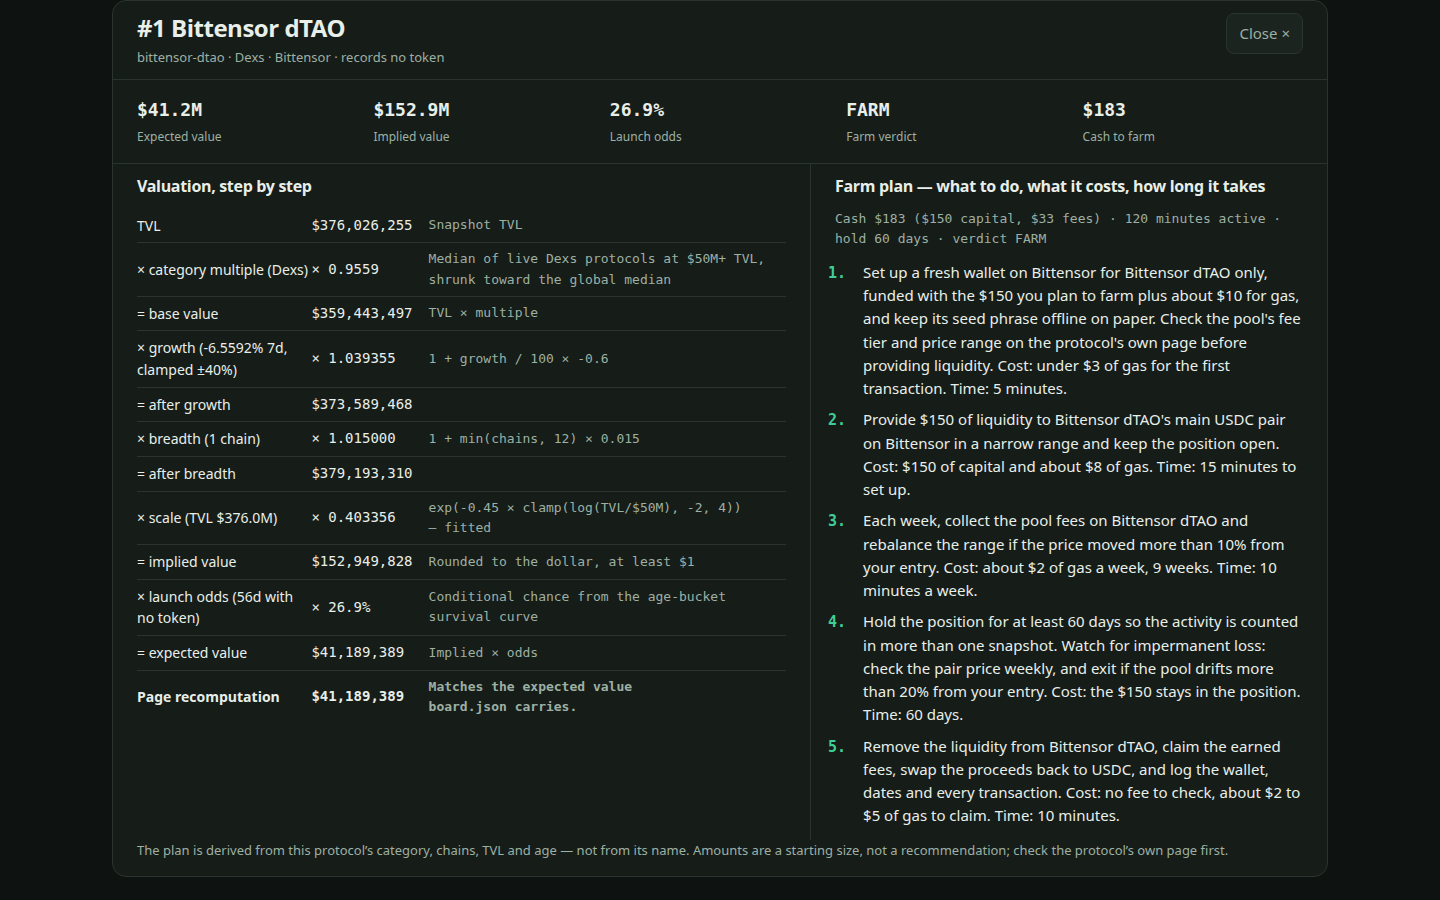 #1 Bittensor dTAO
bittensor-dtao · Dexs · Bittensor · records no token
Close ×
$41.2M
Expected value
$152.9M
Implied value
26.9%
Launch odds
FARM
Farm verdict
$183
Cash to farm
Valuation, step by step
TVL $376,026,255 Snapshot TVL
× category multiple (Dexs) × 0.9559 Median of live Dexs protocols at $50M+ TVL,
shrunk toward the global median
= base value $359,443,497 TVL × multiple
× growth (-6.5592% 7d,
clamped ±40%) × 1.039355 1 + growth / 100 × -0.6
= after growth $373,589,468
× breadth (1 chain) × 1.015000 1 + min(chains, 12) × 0.015
= after breadth $379,193,310
× scale (TVL $376.0M) × 0.403356 exp(-0.45 × clamp(log(TVL/$50M), -2, 4))
— fitted
= implied value $152,949,828 Rounded to the dollar, at least $1
× launch odds (56d with
no token) × 26.9% Conditional chance from the age-bucket
survival curve
= expected value $41,189,389 Implied × odds
Page recomputation $41,189,389 Matches the expected value
board.json carries.
Farm plan — what to do, what it costs, how long it takes
Cash $183 ($150 capital, $33 fees) · 120 minutes active ·
hold 60 days · verdict FARM
1. Set up a fresh wallet on Bittensor for Bittensor dTAO only,
funded with the $150 you plan to farm plus about $10 for gas,
and keep its seed phrase offline on paper. Check the pool's fee
tier and price range on the protocol's own page before
providing liquidity. Cost: under $3 of gas for the first
transaction. Time: 5 minutes.
2. Provide $150 of liquidity to Bittensor dTAO's main USDC pair
on Bittensor in a narrow range and keep the position open.
Cost: $150 of capital and about $8 of gas. Time: 15 minutes to
set up.
3. Each week, collect the pool fees on Bittensor dTAO and
rebalance the range if the price moved more than 10% from
your entry. Cost: about $2 of gas a week, 9 weeks. Time: 10
minutes a week.
4. Hold the position for at least 60 days so the activity is counted
in more than one snapshot. Watch for impermanent loss:
check the pair price weekly, and exit if the pool drifts more
than 20% from your entry. Cost: the $150 stays in the position.
Time: 60 days.
5. Remove the liquidity from Bittensor dTAO, claim the earned
fees, swap the proceeds back to USDC, and log the wallet,
dates and every transaction. Cost: no fee to check, about $2 to
$5 of gas to claim. Time: 10 minutes.
The plan is derived from this protocol's category, chains, TVL and age — not from its name. Amounts are a starting size, not a recommendation; check the protocol's own page first.